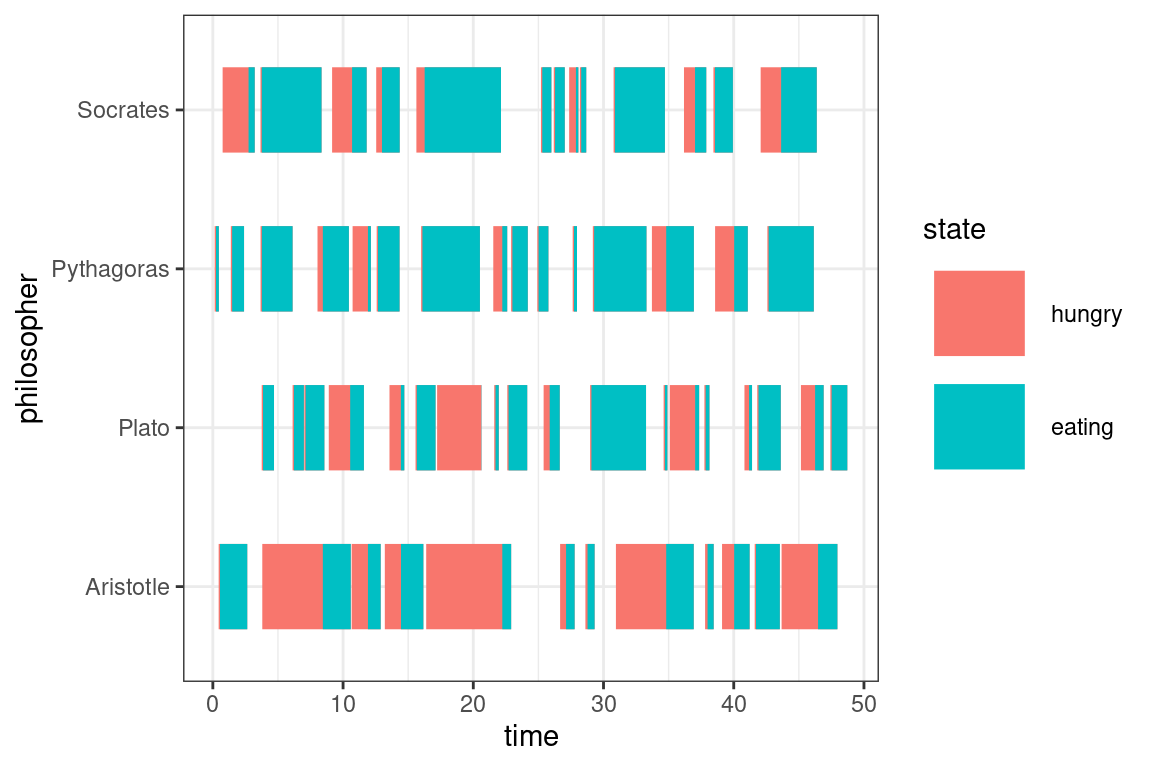 Socrates
Pythagoras
Plato
Aristotle
philosopher
0 10 20 30 40 50
time
state
hungry
eating